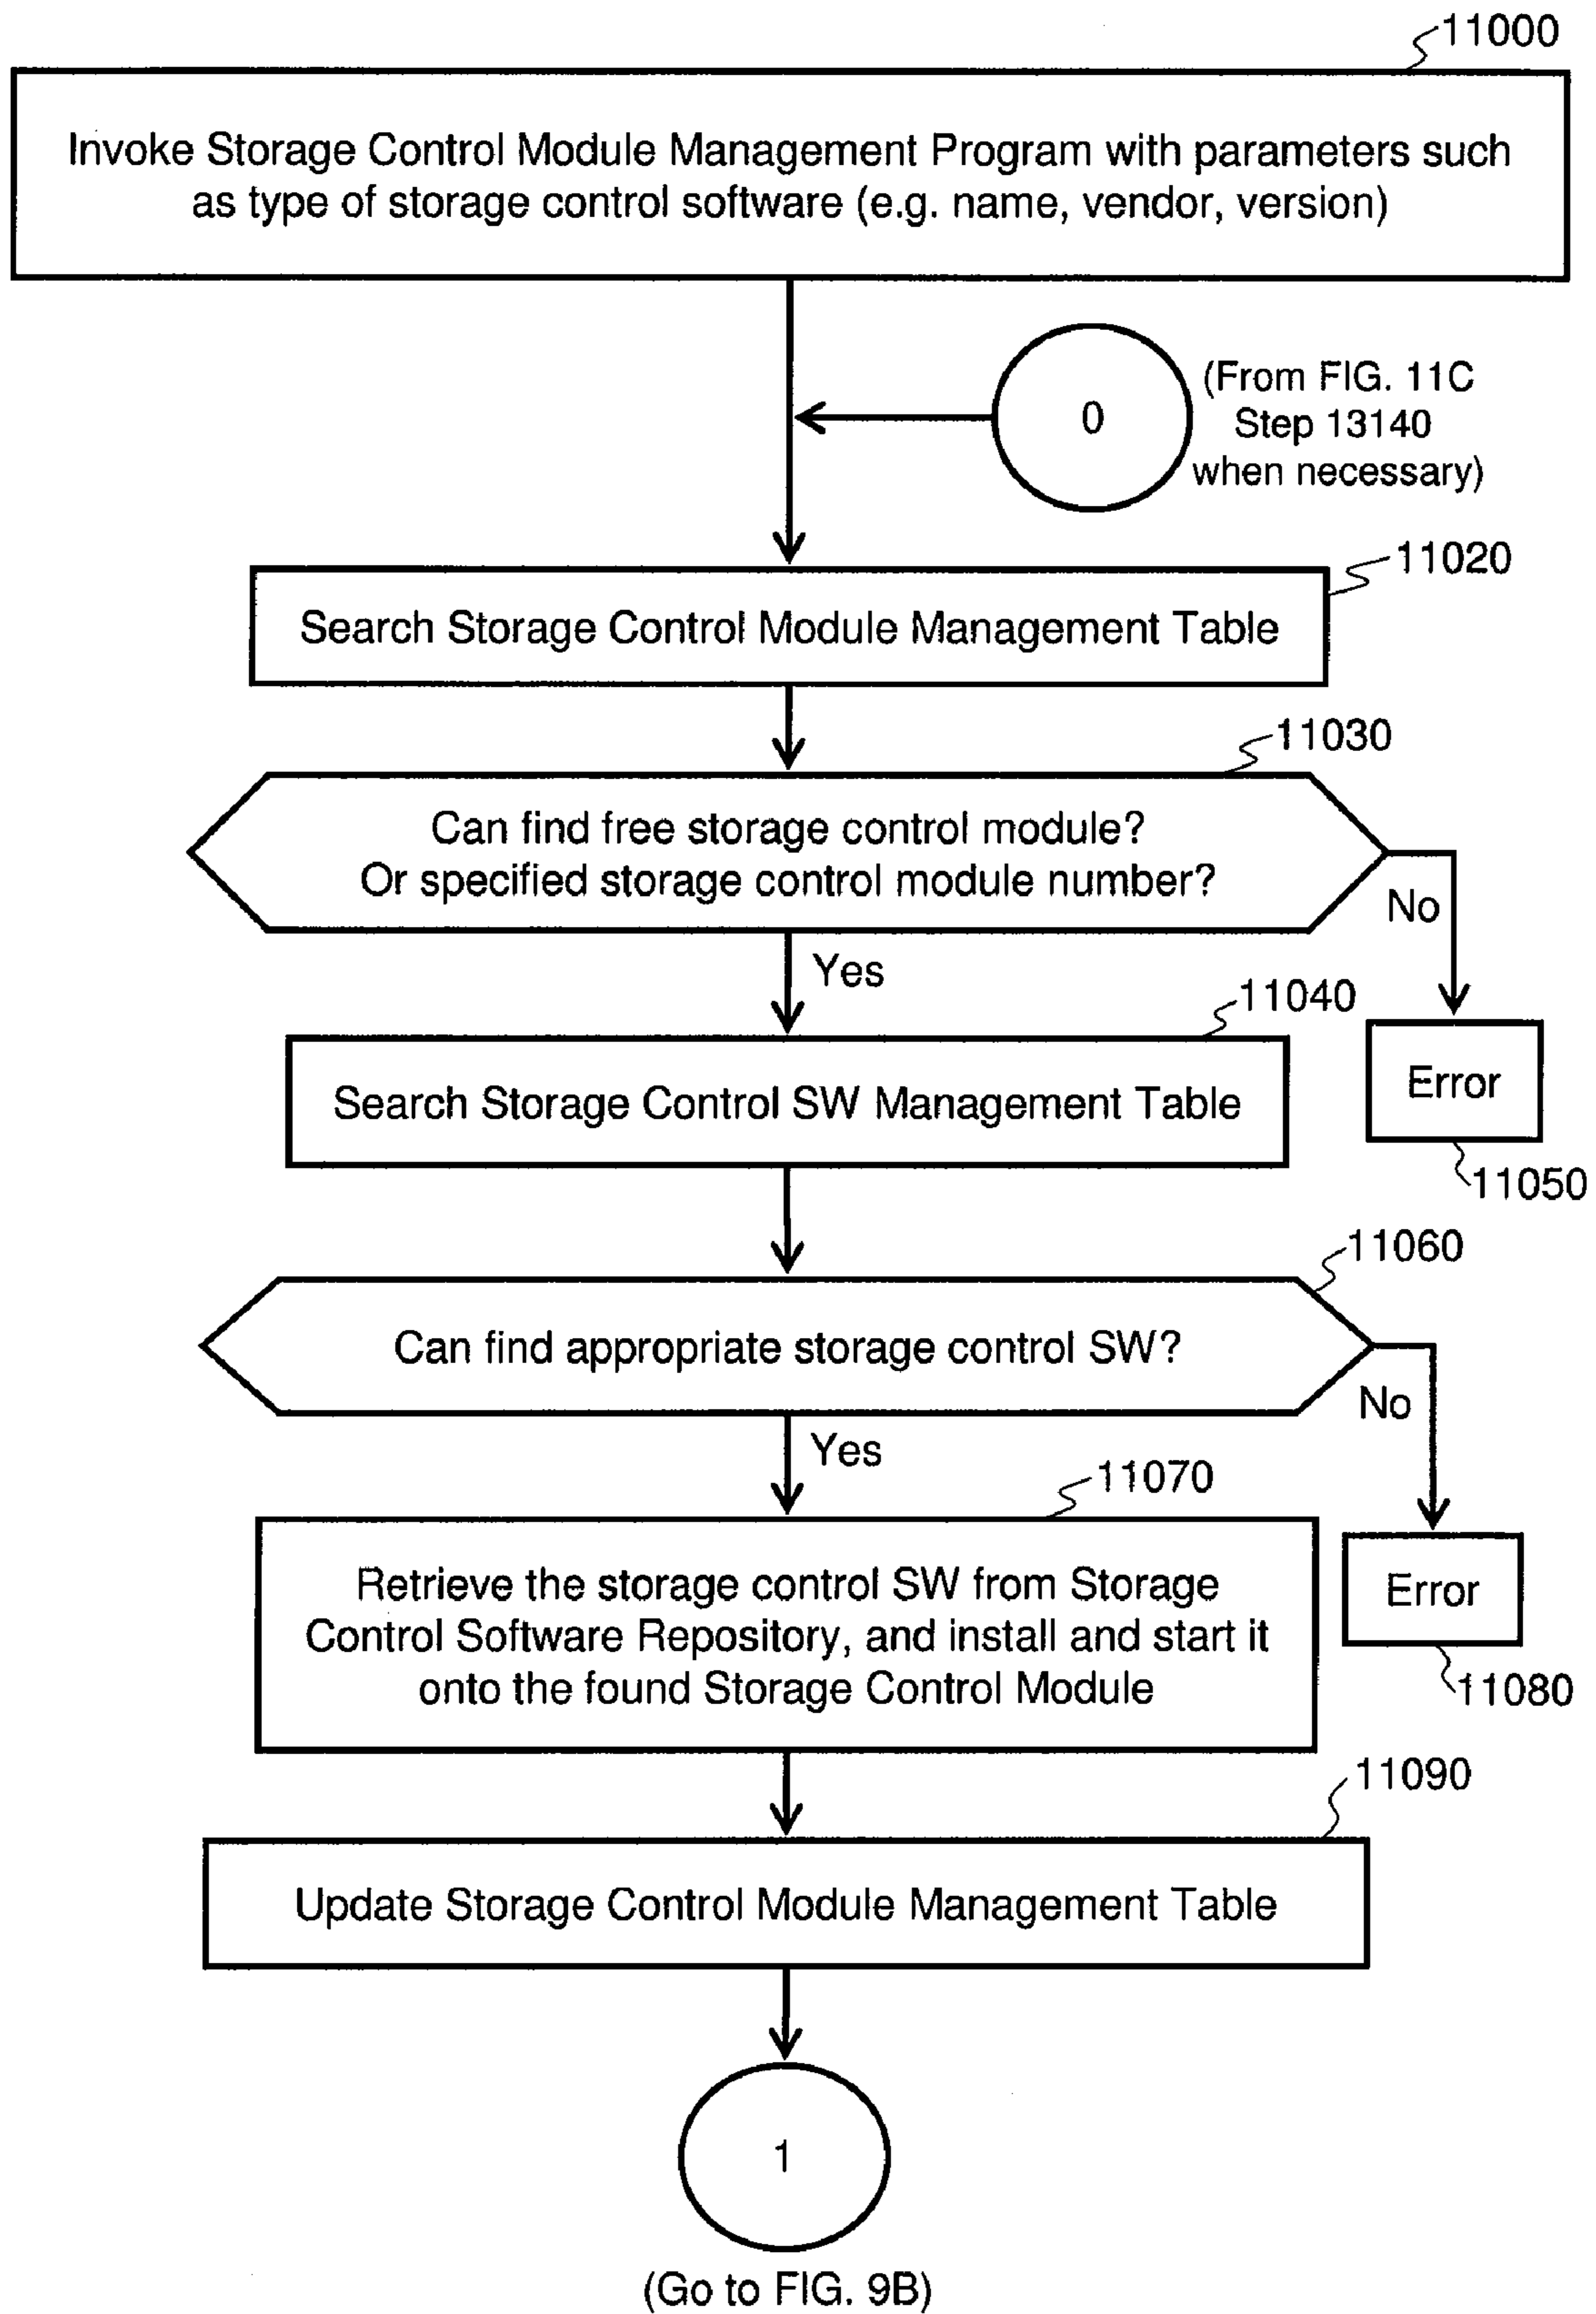 11000
Invoke Storage Control Module Management Program with parameters such
as type of storage control software (e.g. name, vendor, version)
0
(From FIG. 11C
Step 13140
when necessary)
11020
Search Storage Control Module Management Table
11030
Can find free storage control module?
Or specified storage control module number?
No
Yes
11040
Search Storage Control SW Management Table
Error
11050
11060
Can find appropriate storage control SW?
No
Yes
11070
Retrieve the storage control SW from Storage
Control Software Repository, and install and start it
onto the found Storage Control Module
Error
11080
11090
Update Storage Control Module Management Table
1
(Go to FIG. 9B)